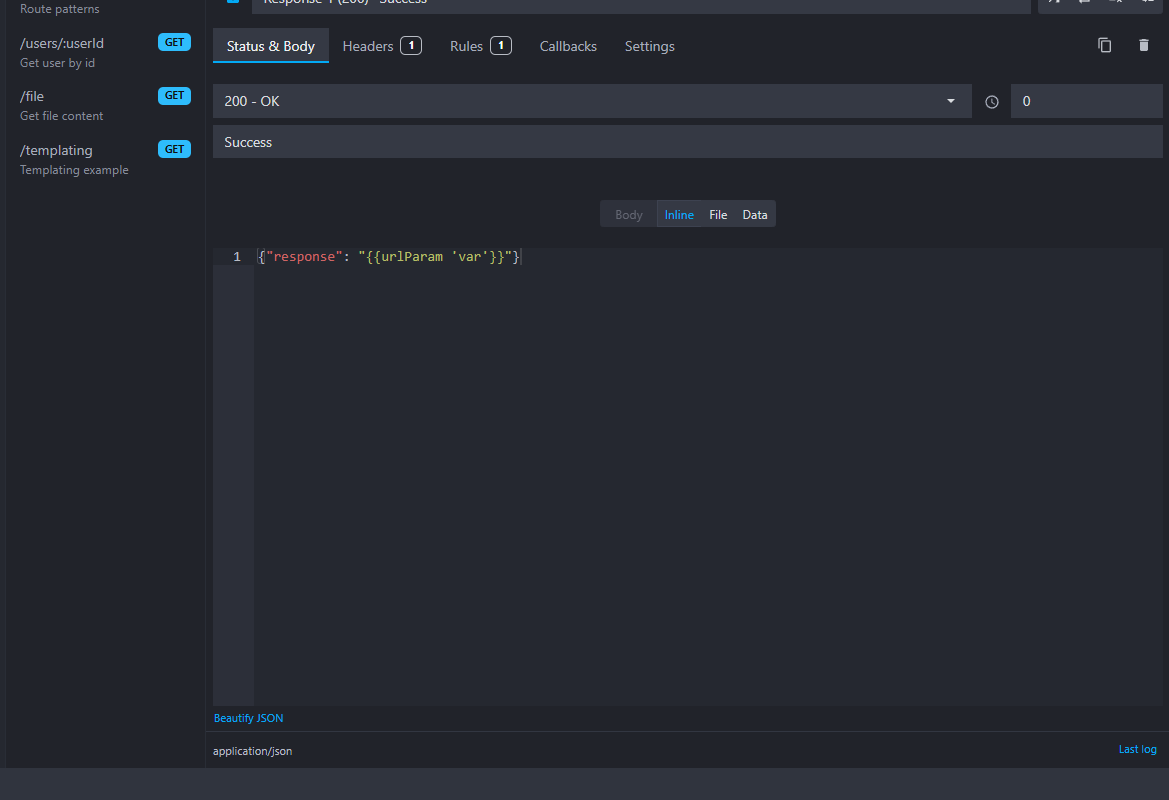 Route patterns
/users/:userId GET
Get user by id
/file GET
Get file content
/templating GET
Templating example
Status & Body Headers 1 Rules 1 Callbacks Settings
200 - OK 0
Success
Body Inline File Data
1 {"response": "{{urlParam 'var'}}"}
Beautify JSON
application/json Last log